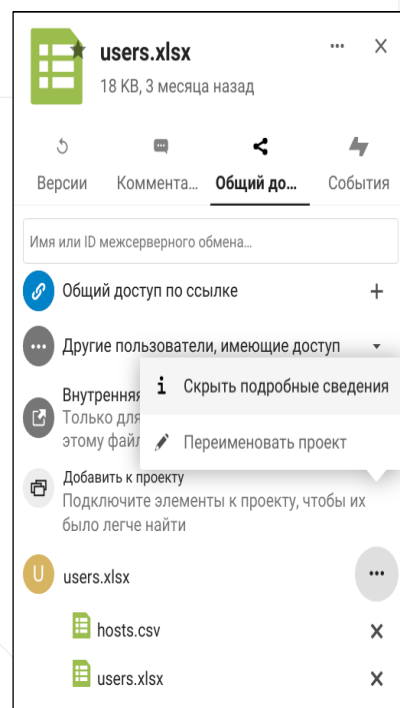 users.xlsx
18 KB, 3 месяца назад
Версии Коммента... Общий до... События
Имя или ID межсерверного обмена...
Общий доступ по ссылке
Другие пользователи, имеющие доступ
Скрыть подробные сведения
Внутренняя
Только для
этому файл
Переименовать проект
Добавить к проекту
Подключите элементы к проекту, чтобы их
было легче найти
U users.xlsx
hosts.csv
users.xlsx